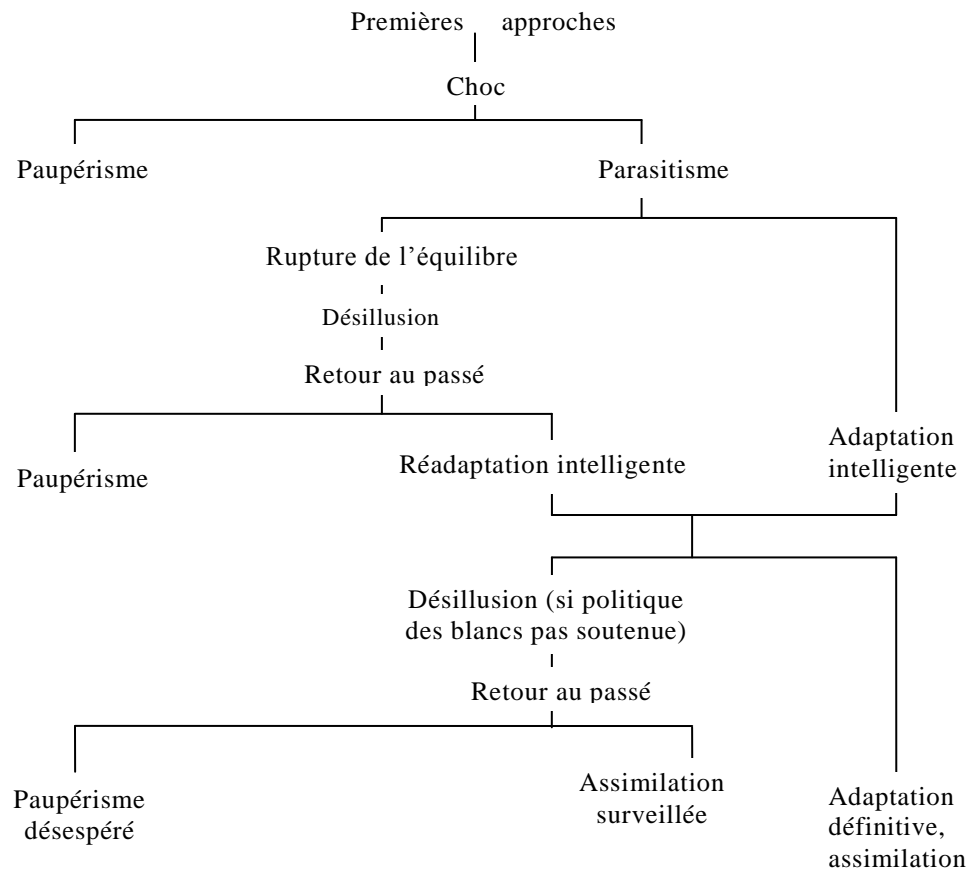 Premières approches
Choc
Paupérisme
Parasitisme
Rupture de l'équilibre
Désillusion
Retour au passé
Paupérisme
Réadaptation intelligente
Adaptation
intelligente
Désillusion (si politique
des blancs pas soutenue)
Retour au passé
Paupérisme
désespéré
Assimilation
surveillée
Adaptation
définitive,
assimilation